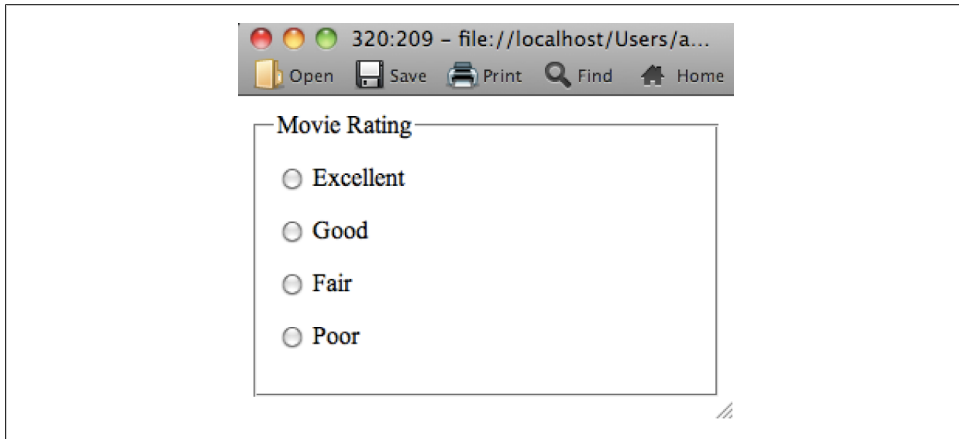 320:209 – file://localhost/Users/a...
Open Save Print Find Home
Movie Rating
Excellent
Good
Fair
Poor